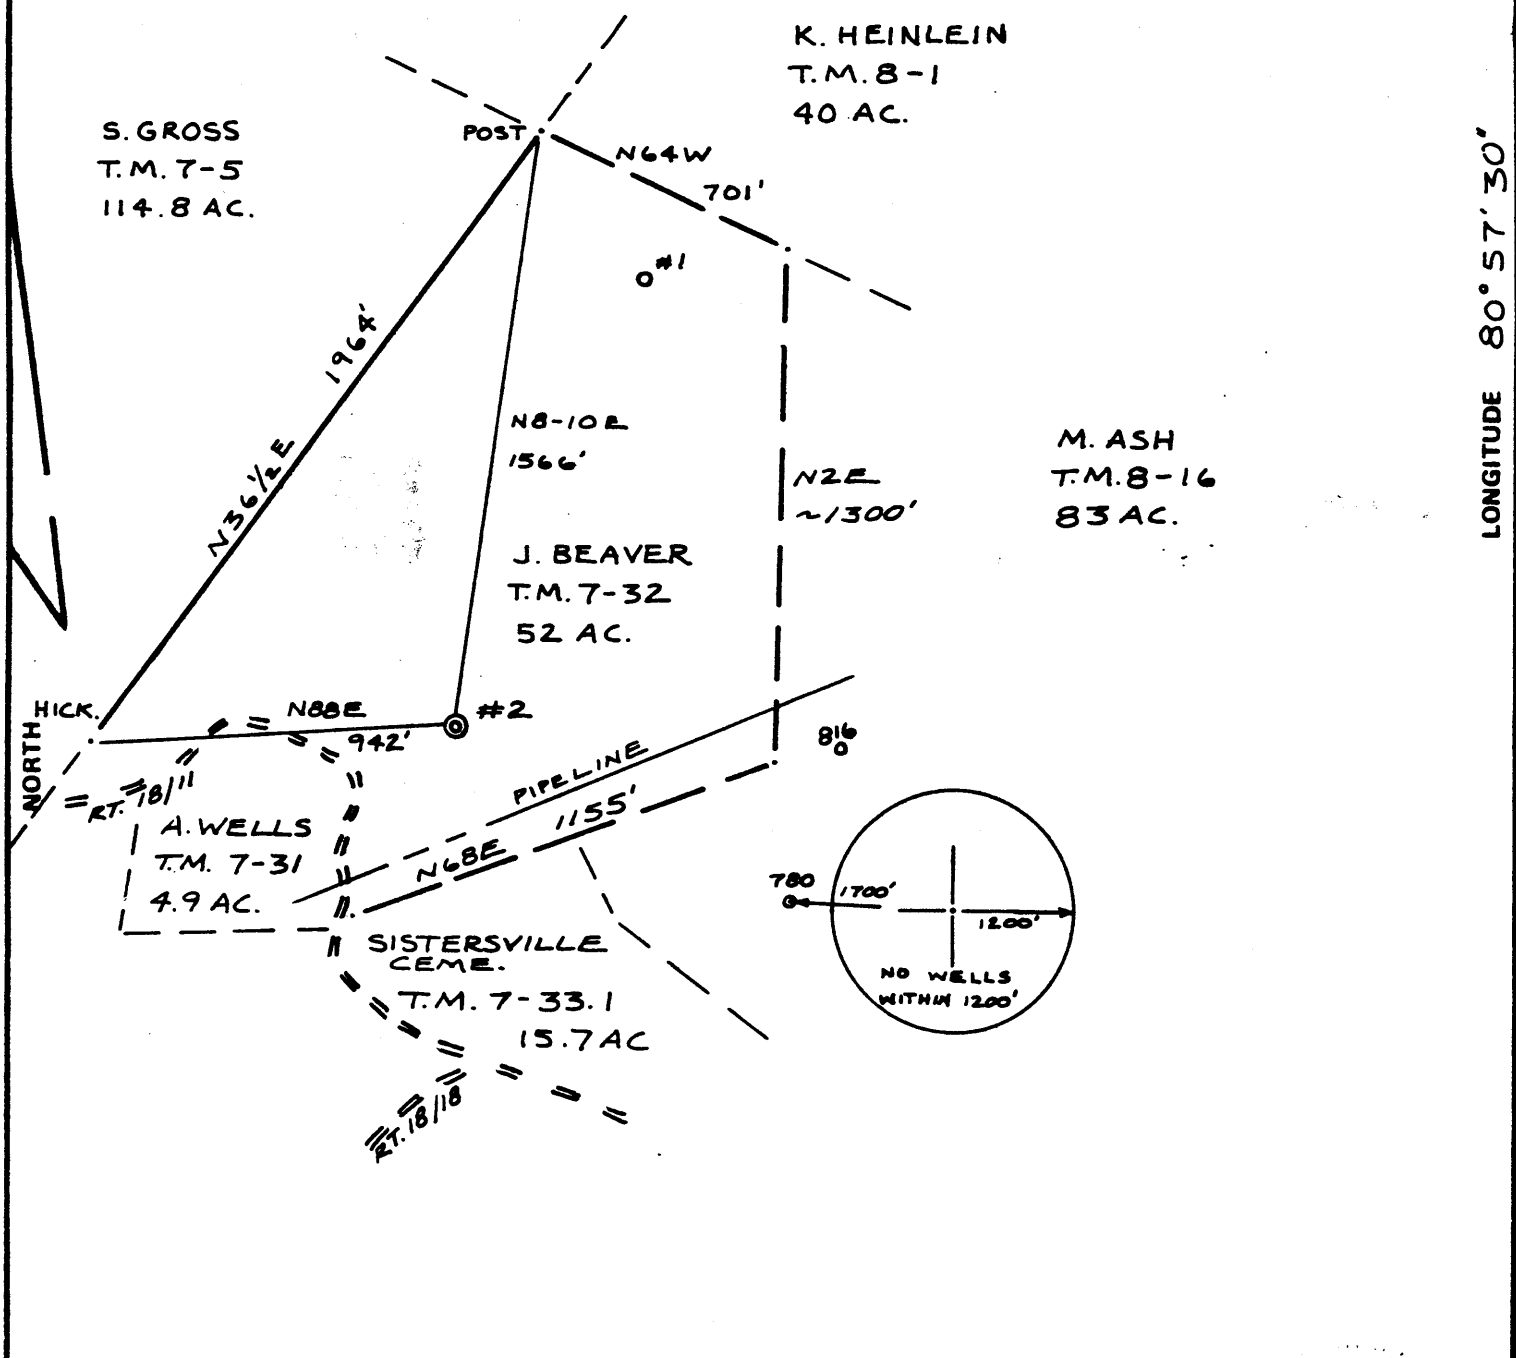 K. HEINLEIN
T.M. 8-1
40 AC.
S. GROSS
T.M. 7-5
114.8 AC.
POST
N64W
701'
#1
LONGITUDE 80° 57' 30"
1964'
N36 1/2 E
N8-10E
1566'
N2E
~1300'
M. ASH
T.M. 8-16
83 AC.
J. BEAVER
T.M. 7-32
52 AC.
HICK.
NORTH
N88E
942'
#2
816
PIPELINE
1155'
N68E
RT. 18/11
A. WELLS
T.M. 7-31
4.9 AC.
780
1700'
1200'
NO WELLS
WITHIN 1200'
SISTERSVILLE
CEME.
T.M. 7-33.1
15.7 AC
RT. 18/18